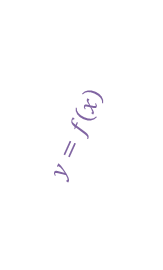 y = f(x)